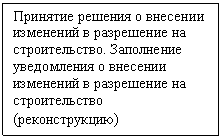 Принятие решения о внесении
изменений в разрешение на
строительство. Заполнение
уведомления о внесении
изменений в разрешение на
строительство
(реконструкцию)